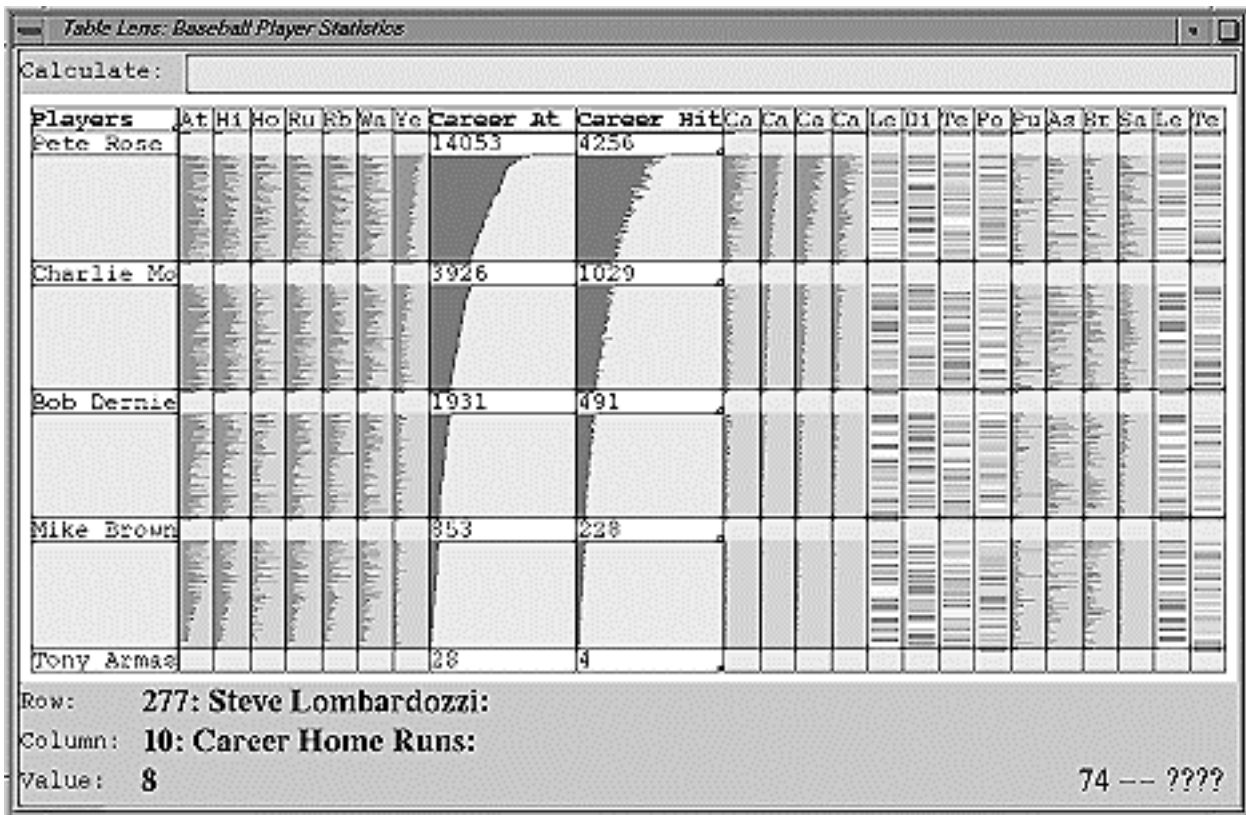 Table Lens: Baseball Player Statistics
Calculate:
Players At Hi Ho Ru Rb Wa Ye Career At Career Hit Ca Ca Ca Ca Le Di Te Po Pu As Er Sa Le Te
Pete Rose 14053 4256
Charlie Mo 3926 1029
Bob Dernie 1931 491
Mike Brown 853 228
Tony Armas 28 4
Row: 277: Steve Lombardozzi:
Column: 10: Career Home Runs:
Value: 8 74 -- ????